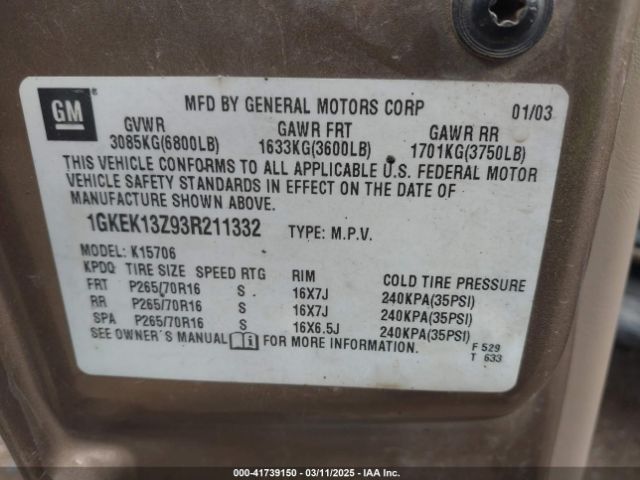 GM ®
MFD BY GENERAL MOTORS CORP 01/03
GVWR GAWR FRT GAWR RR
3085KG(6800LB) 1633KG(3600LB) 1701KG(3750LB)
THIS VEHICLE CONFORMS TO ALL APPLICABLE U.S. FEDERAL MOTOR
VEHICLE SAFETY STANDARDS IN EFFECT ON THE DATE OF
MANUFACTURE SHOWN ABOVE.
1GKEK13Z93R211332 TYPE: M.P.V.
MODEL: K15706
KPDQ TIRE SIZE SPEED RTG RIM COLD TIRE PRESSURE
FRT P265/70R16 S 16X7J 240KPA(35PSI)
RR P265/70R16 S 16X7J 240KPA(35PSI)
SPA P265/70R16 S 16X6.5J 240KPA(35PSI)
SEE OWNER'S MANUAL i FOR MORE INFORMATION. F 529
T 633
000-41739150 - 03/11/2025 - IAA Inc.